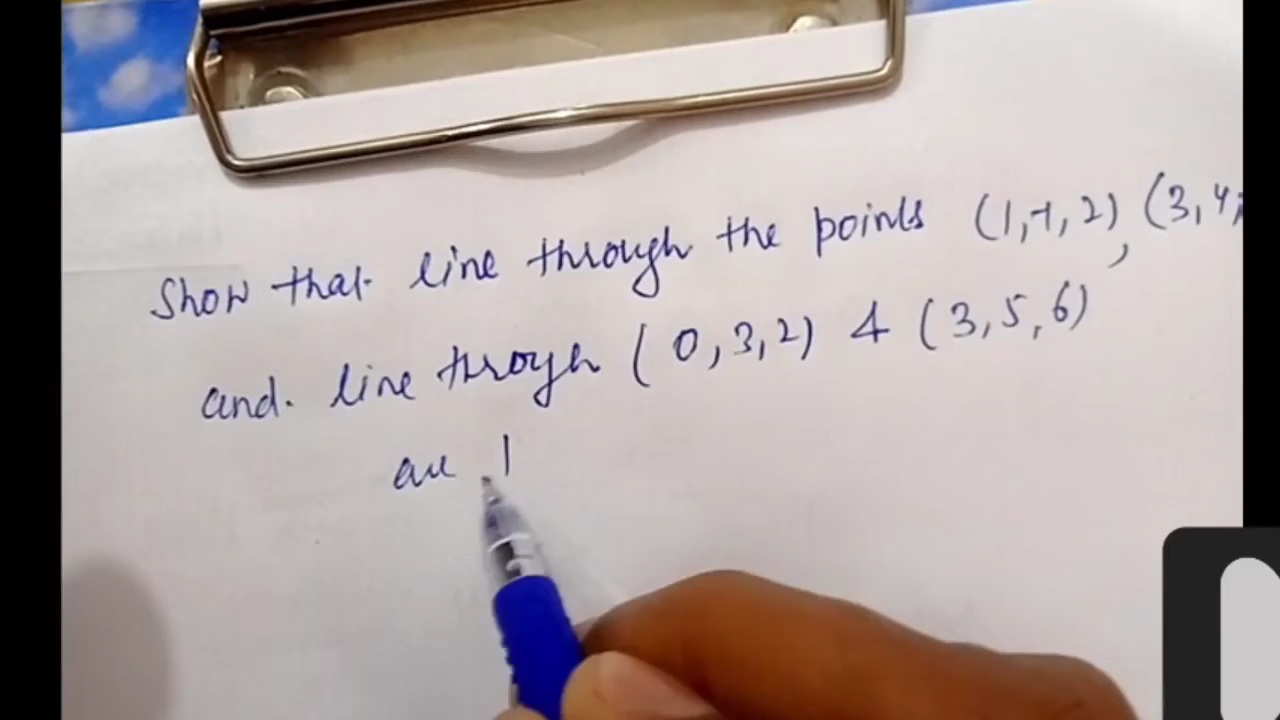 Show that line through the points (1,-1,2), (3,4,
and. line through (0,3,2) & (3,5,6)
are